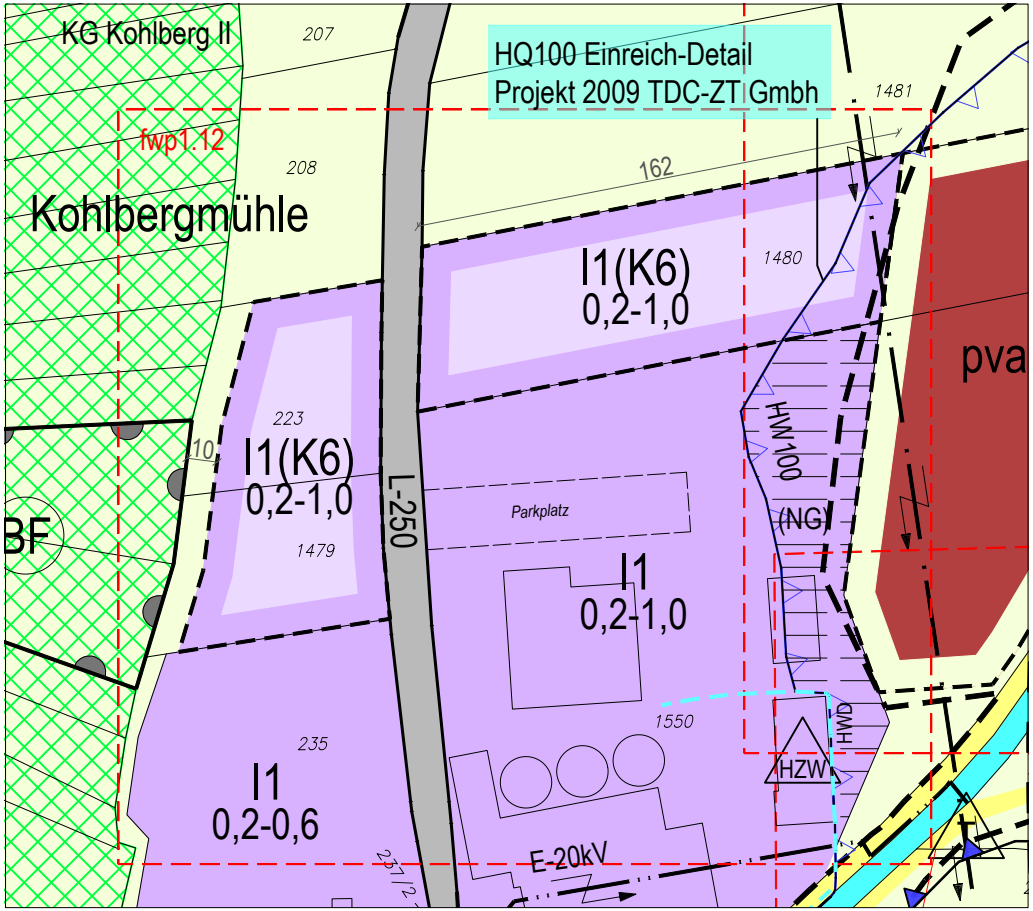 KG Kohlberg II
207
HQ100 Einreich-Detail
Projekt 2009 TDC-ZT Gmbh
1481
fwp1.12
208
162
Kohlbergmühle
I1(K6)
0,2-1,0
1480
pva
223
10
I1(K6)
0,2-1,0
L-250
HW100
Parkplatz
(NG)
BF
1479
I1
0,2-1,0
1550
HWD
235
HZW
I1
0,2-0,6
T
237/2
E-20kV